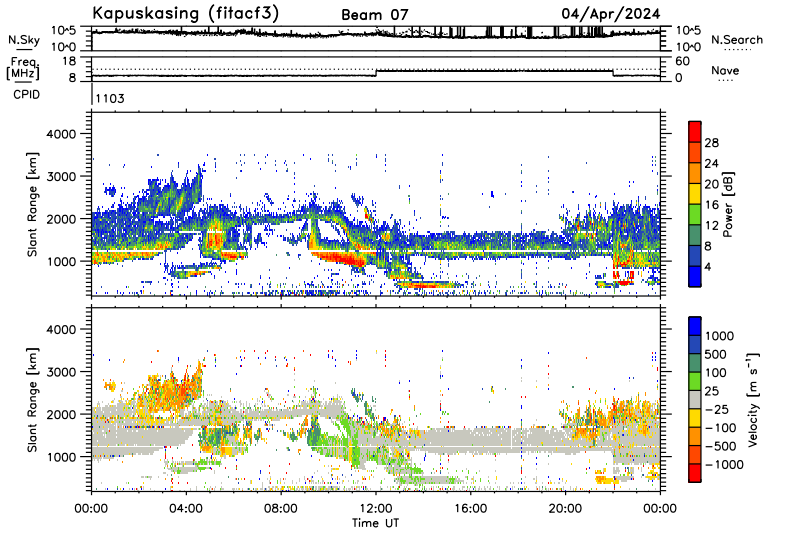 Kapuskasing (fitacf3) Beam 07 04/Apr/2024
N.Sky 10^5 10^0 10^5 10^0 N.Search
Freq. [MHz] 18 8 60 0 Nave
CPID 1103
Slant Range [km] 4000 3000 2000 1000
Power [dB] 28 24 20 16 12 8 4
Slant Range [km] 4000 3000 2000 1000
Velocity [m s⁻¹] 1000 500 100 25 −25 −100 −500 −1000
00:00 04:00 08:00 12:00 16:00 20:00 00:00
Time UT